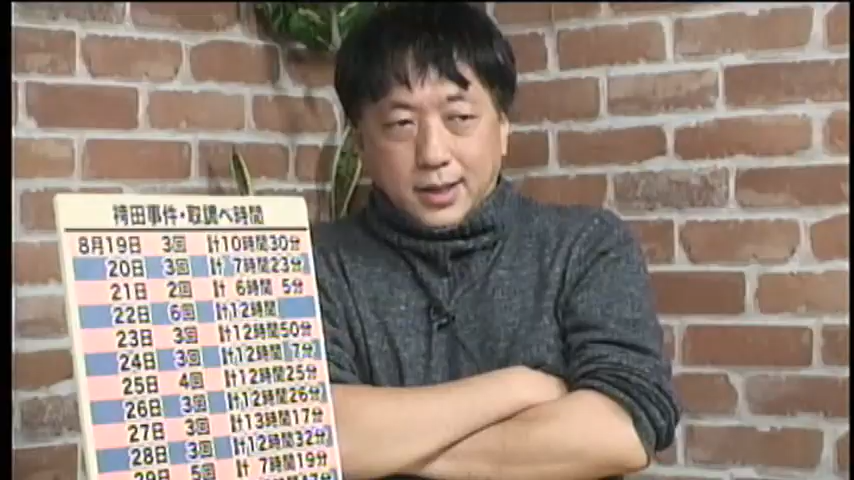 袴田事件・取調べ時間
8月19日 3回 計10時間30分
20日 3回 計 7時間23分
21日 2回 計 6時間 5分
22日 6回 計12時間
23日 3回 計12時間50分
24日 3回 計12時間 7分
25日 4回 計12時間25分
26日 3回 計12時間26分
27日 3回 計13時間17分
28日 3回 計12時間32分
29日 5回 計 7時間19分